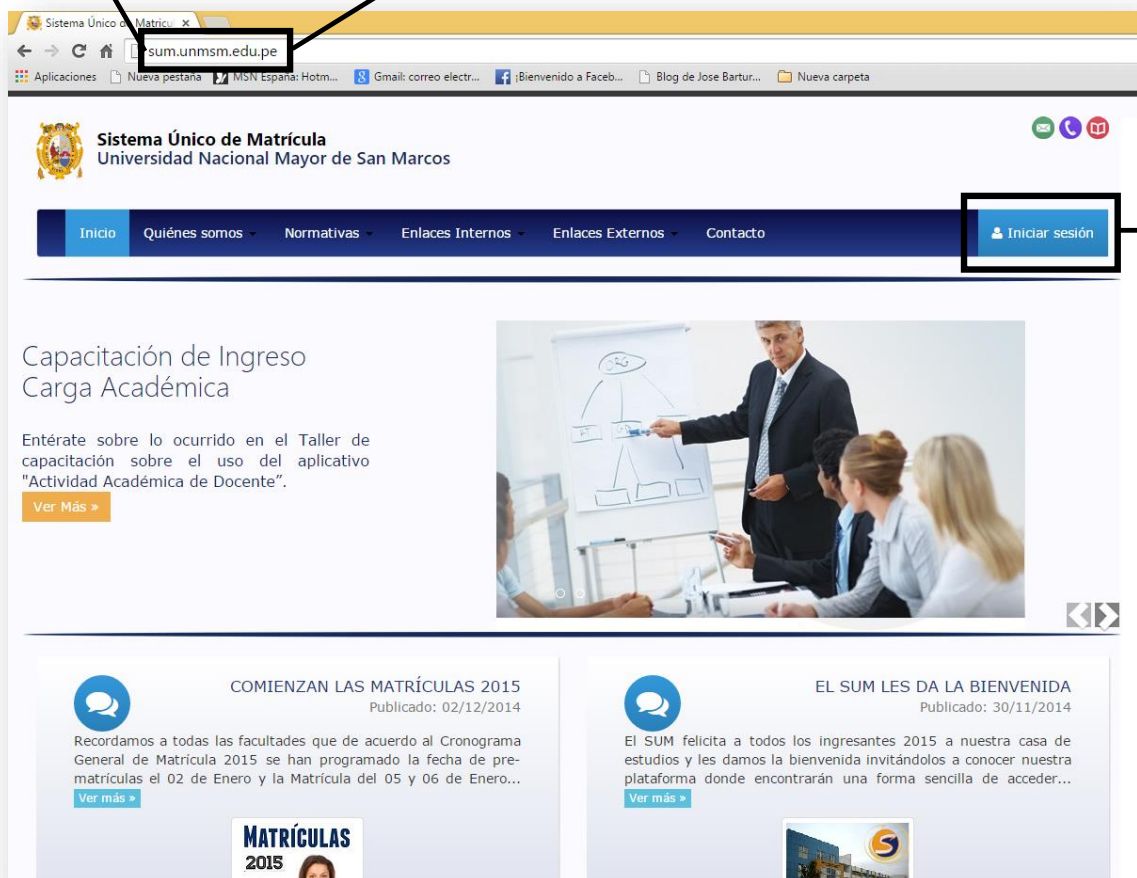 Sistema Único de Matricul
sum.unmsm.edu.pe
Aplicaciones Nueva pestaña MSN España: Hotm... Gmail: correo electr... ¡Bienvenido a Faceb... Blog de Jose Bartur... Nueva carpeta
Sistema Único de Matrícula
Universidad Nacional Mayor de San Marcos
Inicio Quiénes somos Normativas Enlaces Internos Enlaces Externos Contacto Iniciar sesión
Capacitación de Ingreso
Carga Académica
Entérate sobre lo ocurrido en el Taller de
capacitación sobre el uso del aplicativo
"Actividad Académica de Docente".
Ver Más »
COMIENZAN LAS MATRÍCULAS 2015
Publicado: 02/12/2014
Recordamos a todas las facultades que de acuerdo al Cronograma
General de Matrícula 2015 se han programado la fecha de pre-
matrículas el 02 de Enero y la Matrícula del 05 y 06 de Enero...
Ver más »
MATRÍCULAS
2015
EL SUM LES DA LA BIENVENIDA
Publicado: 30/11/2014
El SUM felicita a todos los ingresantes 2015 a nuestra casa de
estudios y les damos la bienvenida invitándolos a conocer nuestra
plataforma donde encontrarán una forma sencilla de acceder...
Ver más »